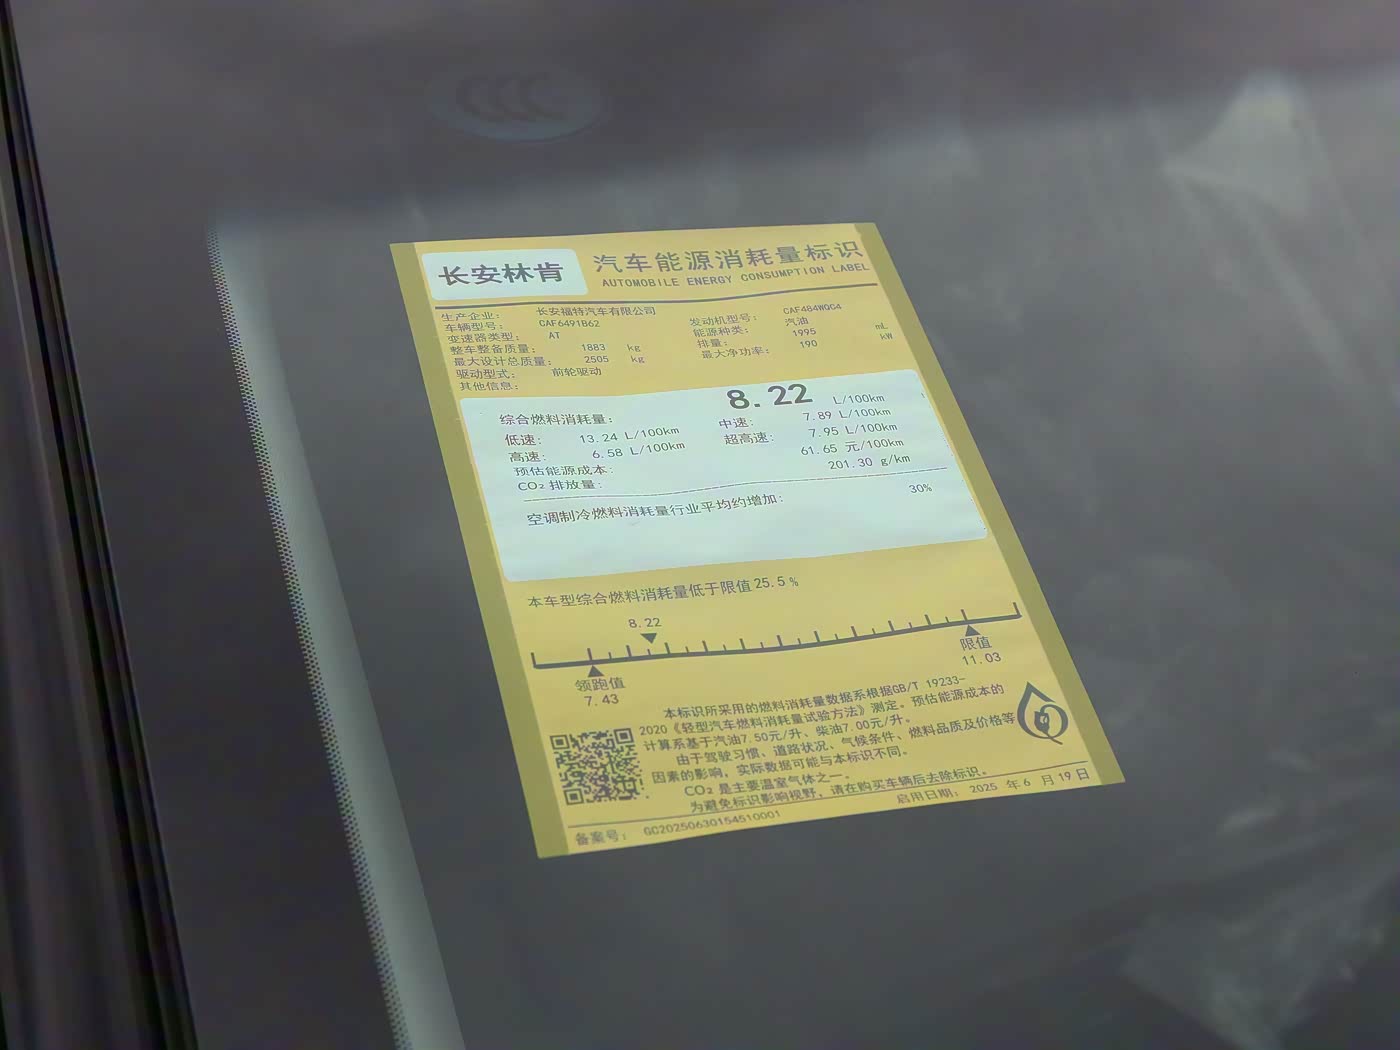 长安林肯
汽车能源消耗量标识
AUTOMOBILE ENERGY CONSUMPTION LABEL
生产企业： 长安福特汽车有限公司
车辆型号： CAF6491B62 发动机型号： CAF484WQG4
变速器类型： AT 能源种类： 汽油
整车整备质量： 1883 kg 排量： 1995 mL
最大设计总质量： 2505 kg 最大净功率： 190 kW
驱动型式： 前轮驱动
其他信息：
综合燃料消耗量： 8.22 L/100km
低速： 13.24 L/100km 中速： 7.89 L/100km
高速： 6.58 L/100km 超高速： 7.95 L/100km
预估能源成本： 61.65 元/100km
CO₂ 排放量： 201.30 g/km
空调制冷燃料消耗量行业平均约增加： 30%
本车型综合燃料消耗量低于限值25.5%
8.22
领跑值
7.43
限值
11.03
本标识所采用的燃料消耗量数据系根据GB/T 19233-
2020《轻型汽车燃料消耗量试验方法》测定。预估能源成本的
计算系基于汽油7.50元/升、柴油7.00元/升。
由于驾驶习惯、道路状况、气候条件、燃料品质及价格等
因素的影响，实际数据可能与本标识不同。
CO₂ 是主要温室气体之一。
为避免标识影响视野，请在购买车辆后去除标识。
备案号： GC20250630154510001 启用日期： 2025 年 6 月 19 日